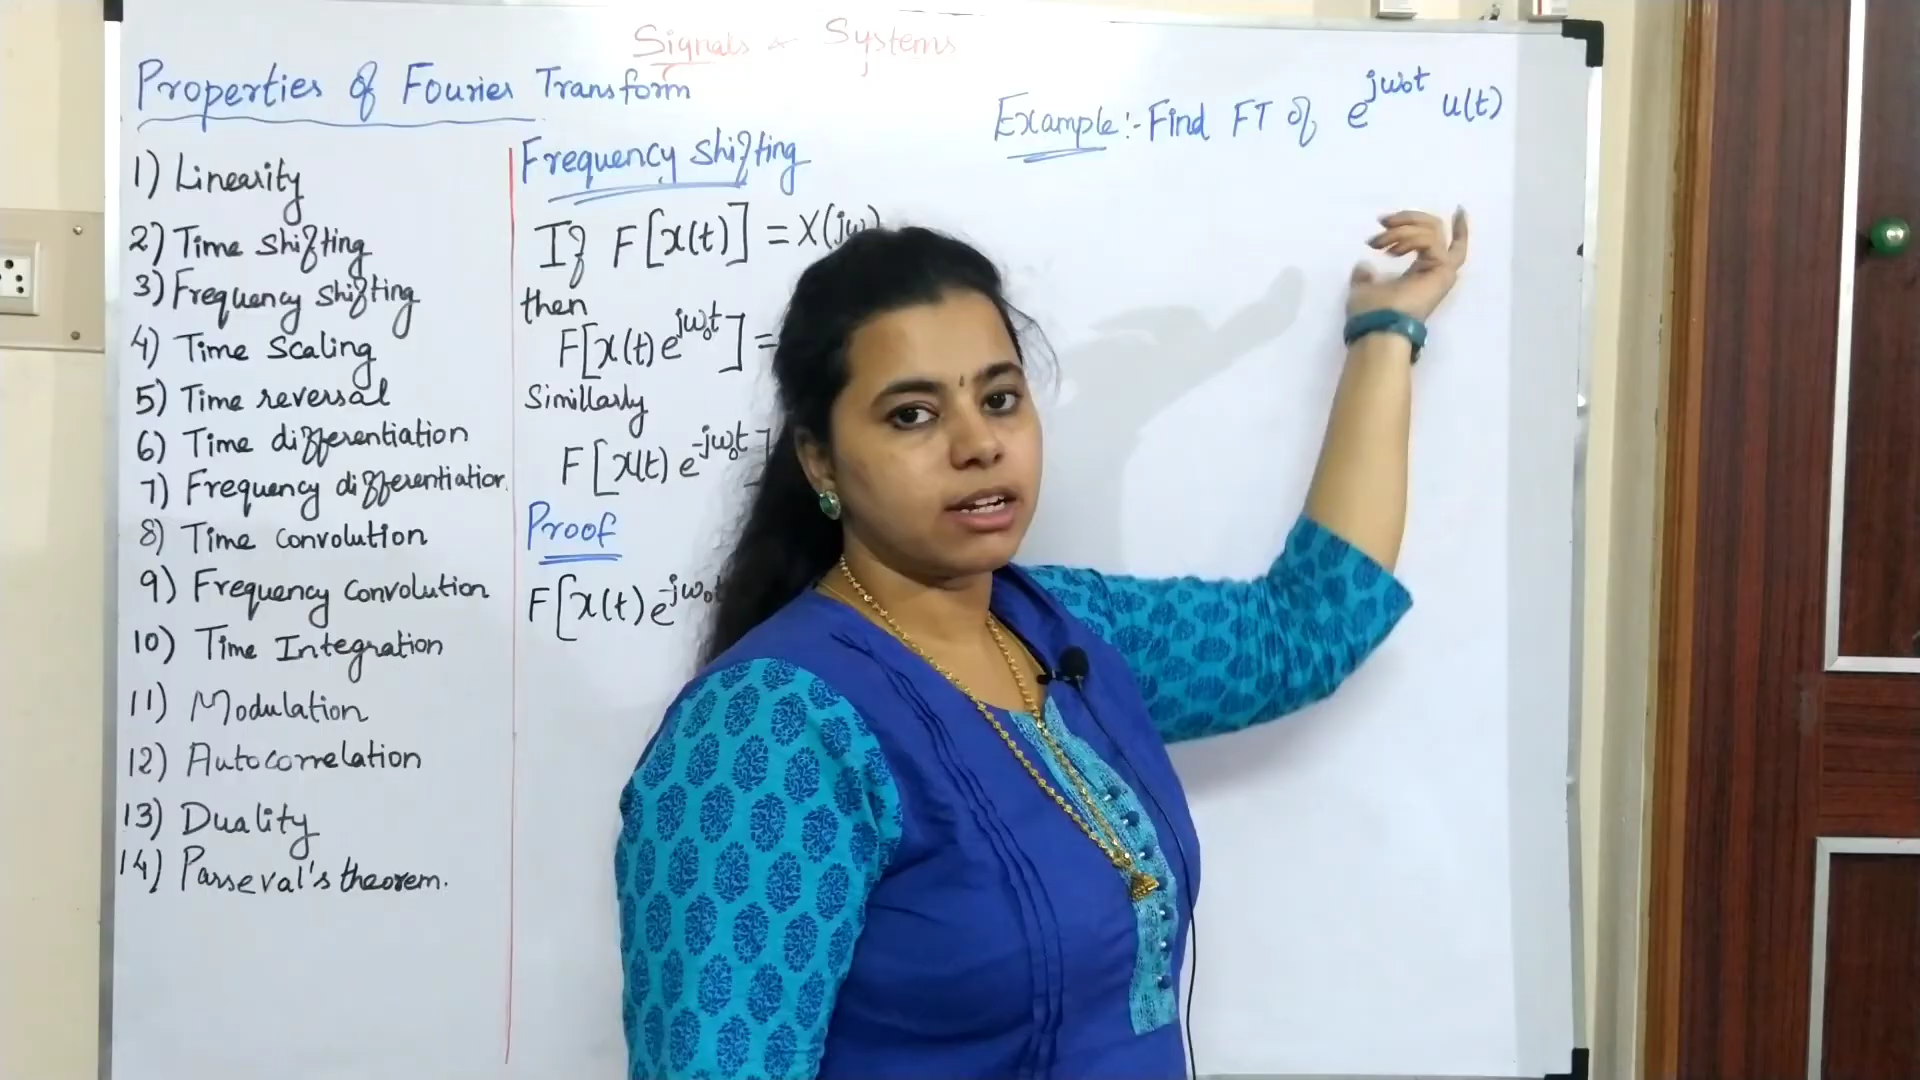 Signals & Systems
Properties of Fourier Transform
1) Linearity
2) Time shifting
3) Frequency shifting
4) Time scaling
5) Time reversal
6) Time differentiation
7) Frequency differentiation
8) Time convolution
9) Frequency Convolution
10) Time Integration
11) Modulation
12) Autocorrelation
13) Duality
14) Parseval's theorem.
Frequency shifting
If F[x(t)] = X(jω)
then
F[x(t) e^{jω₀t}] =
Simillarly
F[x(t) e^{-jω₀t}]
Proof
F[x(t) e^{-jω₀t}
Example:- Find FT of e^{jω₀t} u(t)